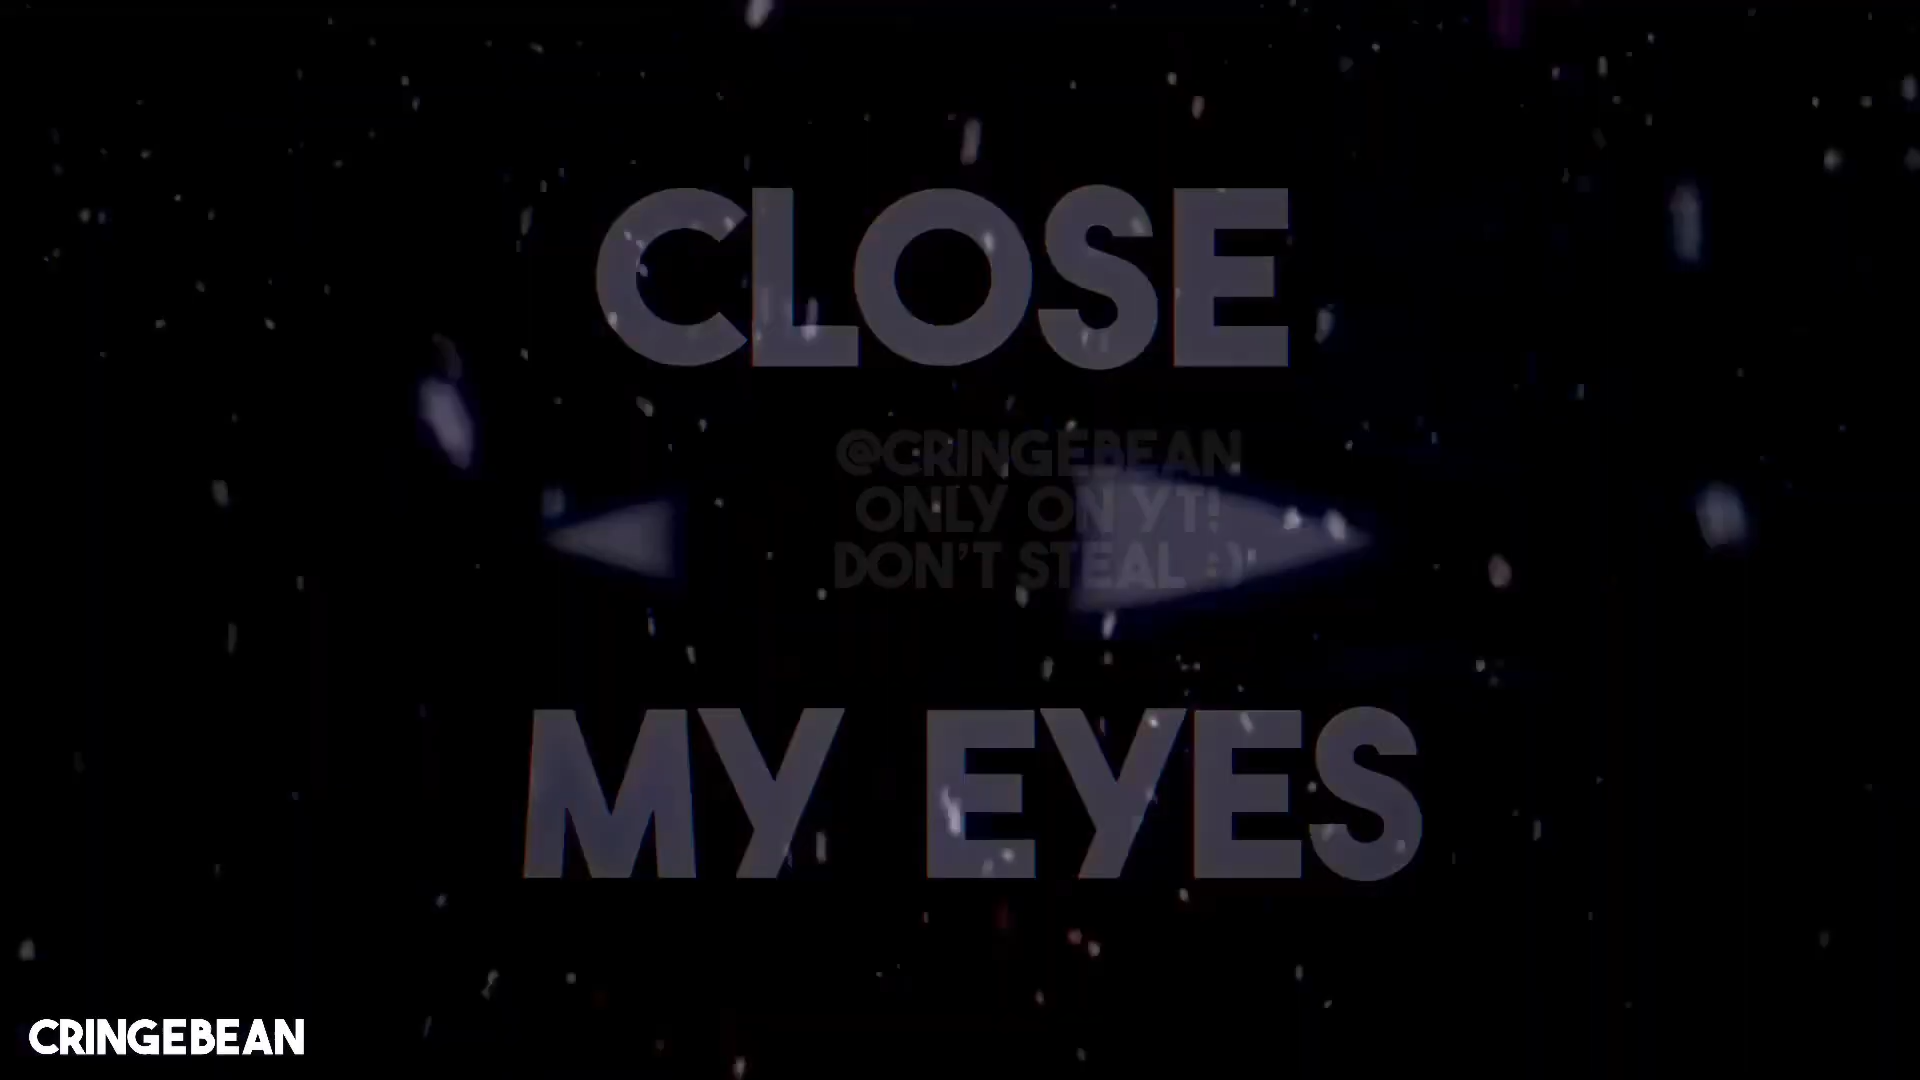 CLOSE
@CRINGEBEAN
ONLY ON YT!
DON'T STEAL :)
MY EYES
CRINGEBEAN